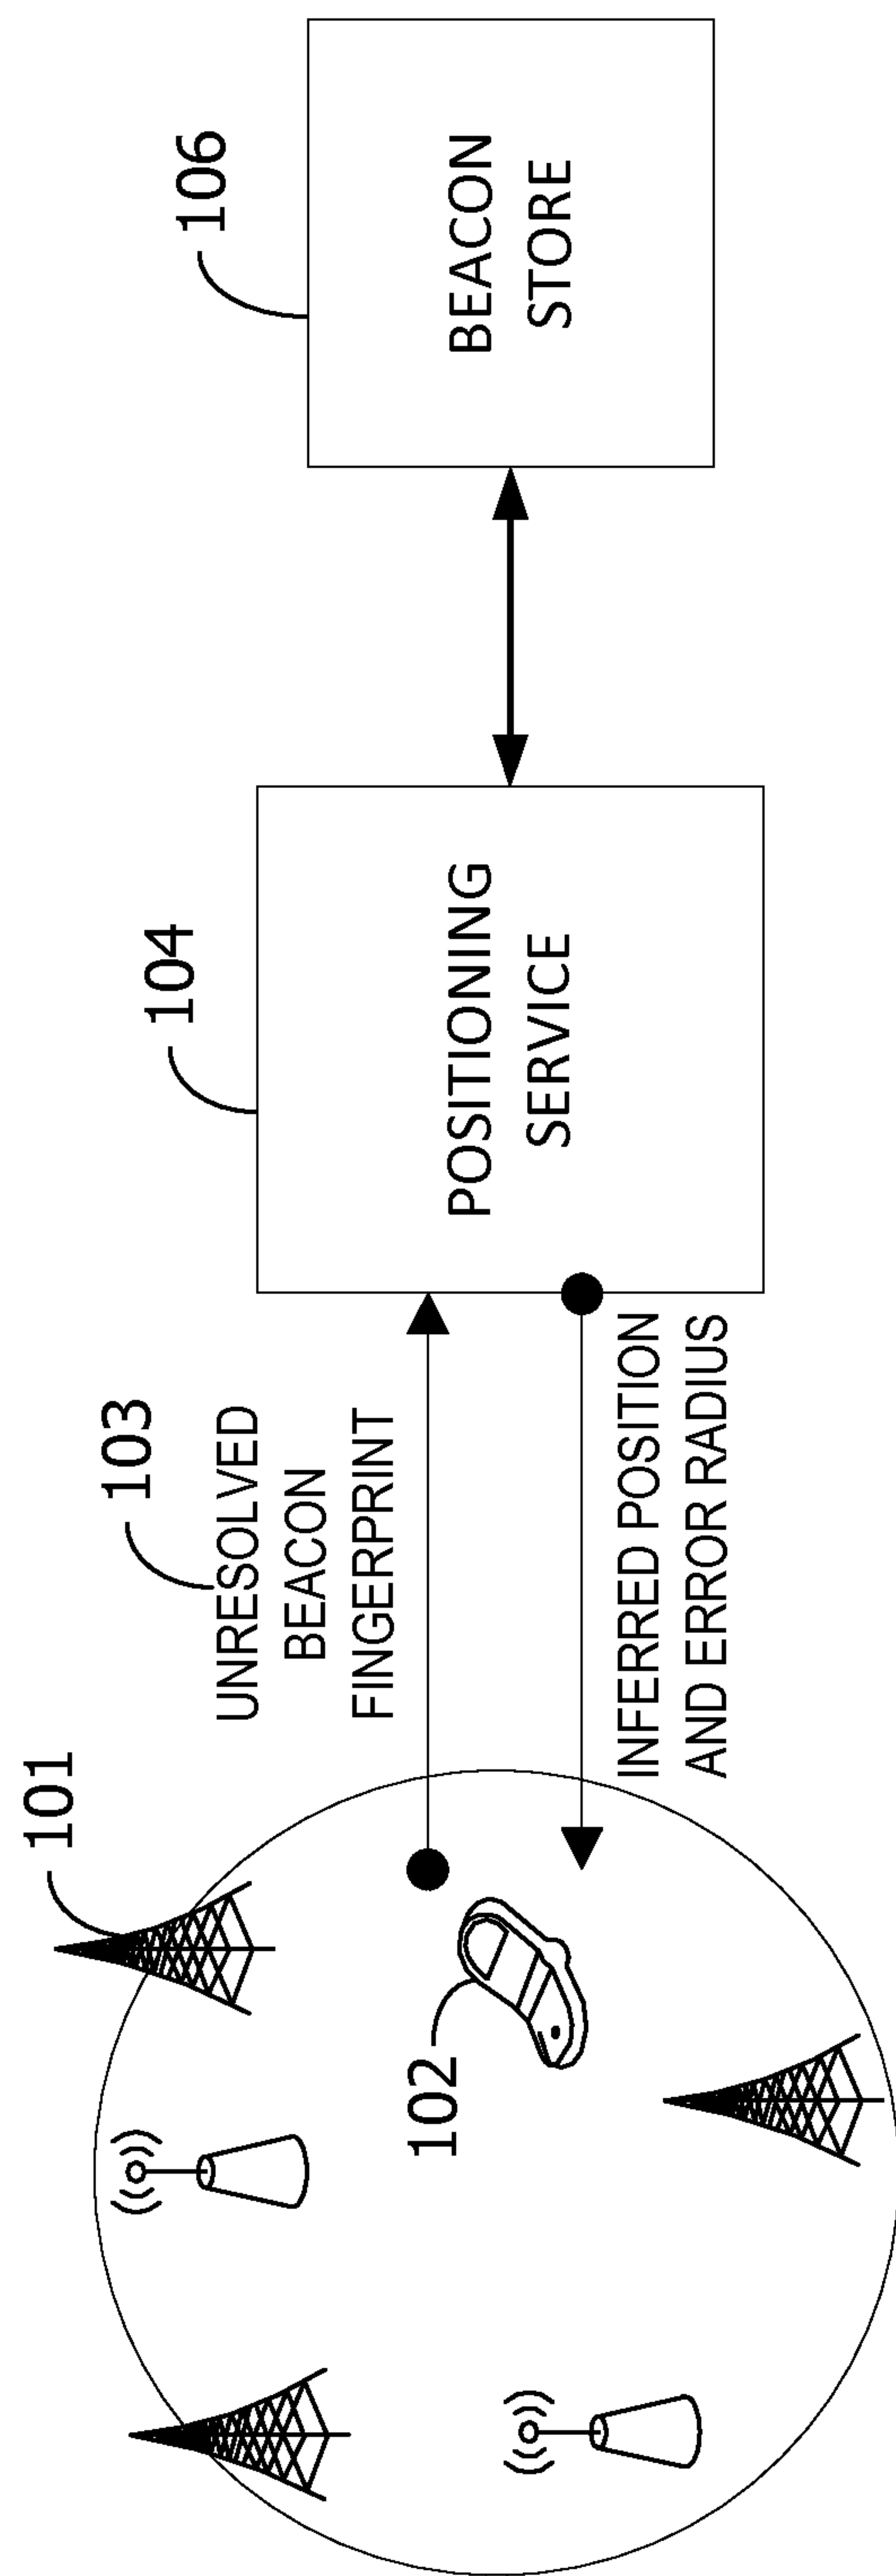 101
102
103
UNRESOLVED
BEACON
FINGERPRINT
INFERRED POSITION
AND ERROR RADIUS
104
POSITIONING
SERVICE
106
BEACON
STORE